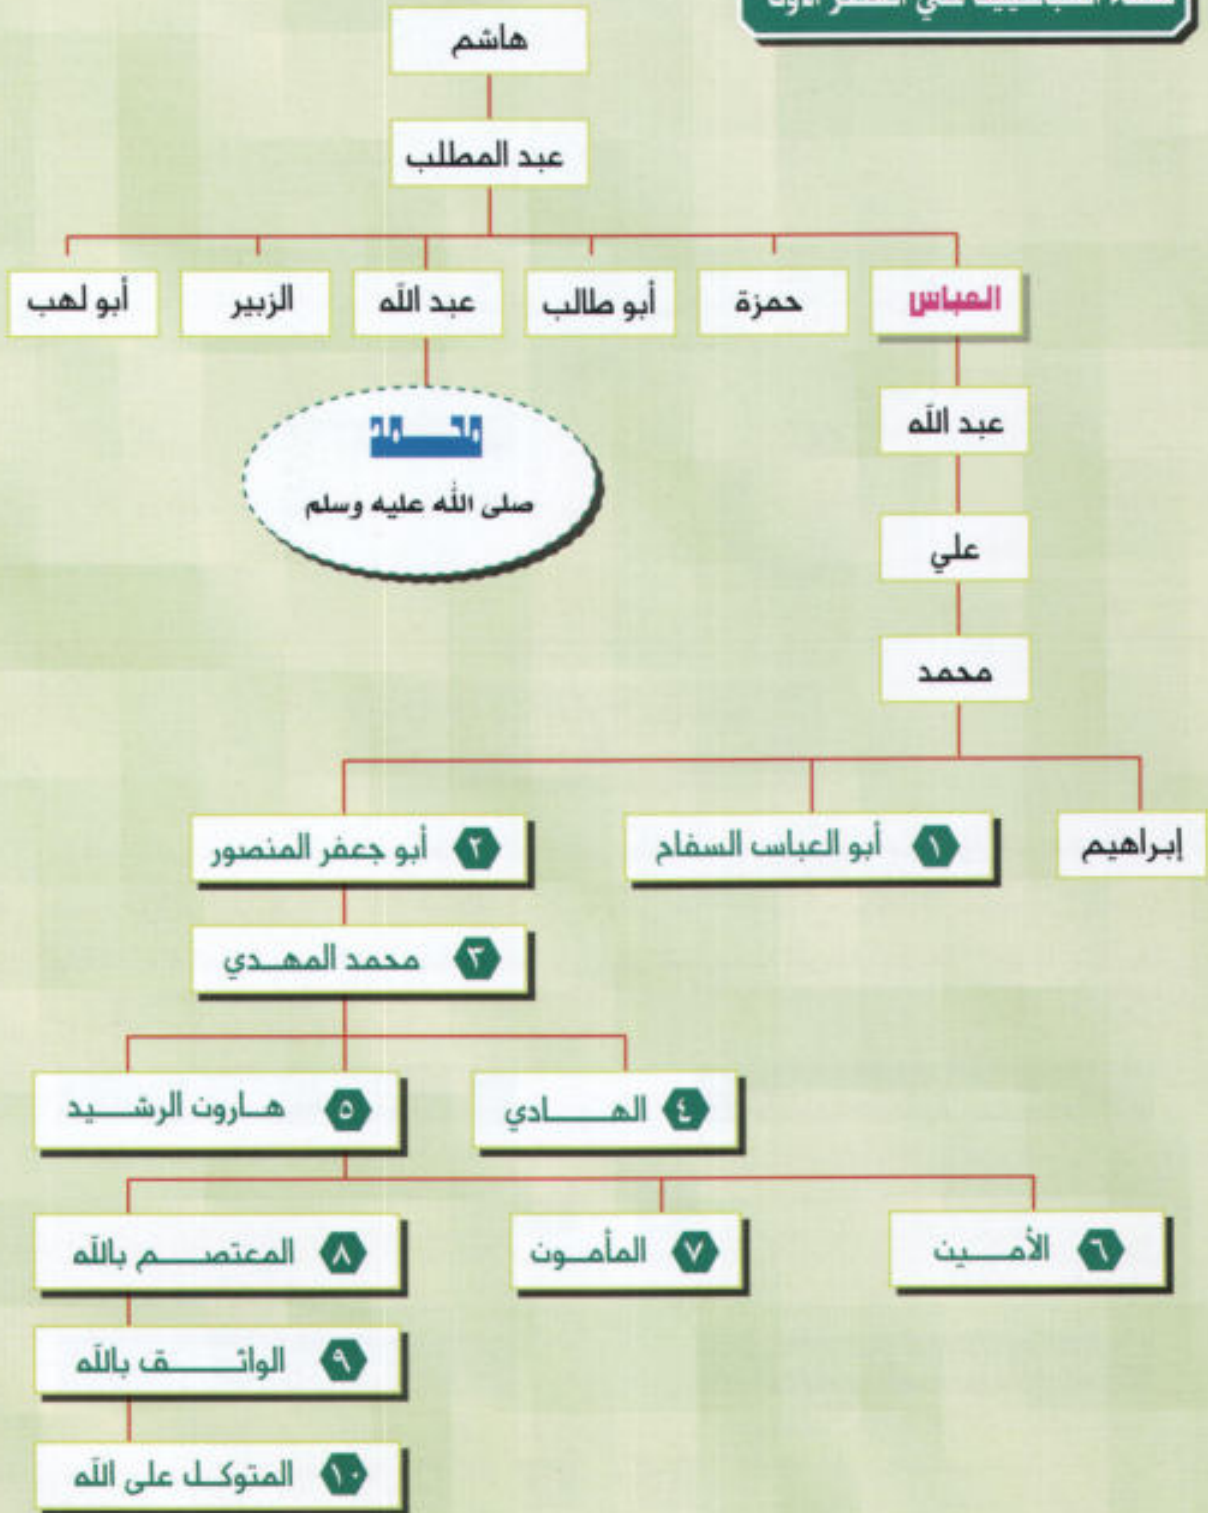 العصر الأول
هاشم
عبد المطلب
العباس
حمزة
أبو طالب
عبد الله
الزبير
أبو لهب
عبد الله
محمد
صلى الله عليه وسلم
علي
محمد
إبراهيم
١ أبو العباس السفاح
٢ أبو جعفر المنصور
٣ محمد المهدي
٤ الهادي
٥ هارون الرشيد
٦ الأمين
٧ المأمون
٨ المعتصم بالله
٩ الواثق بالله
١٠ المتوكل على الله